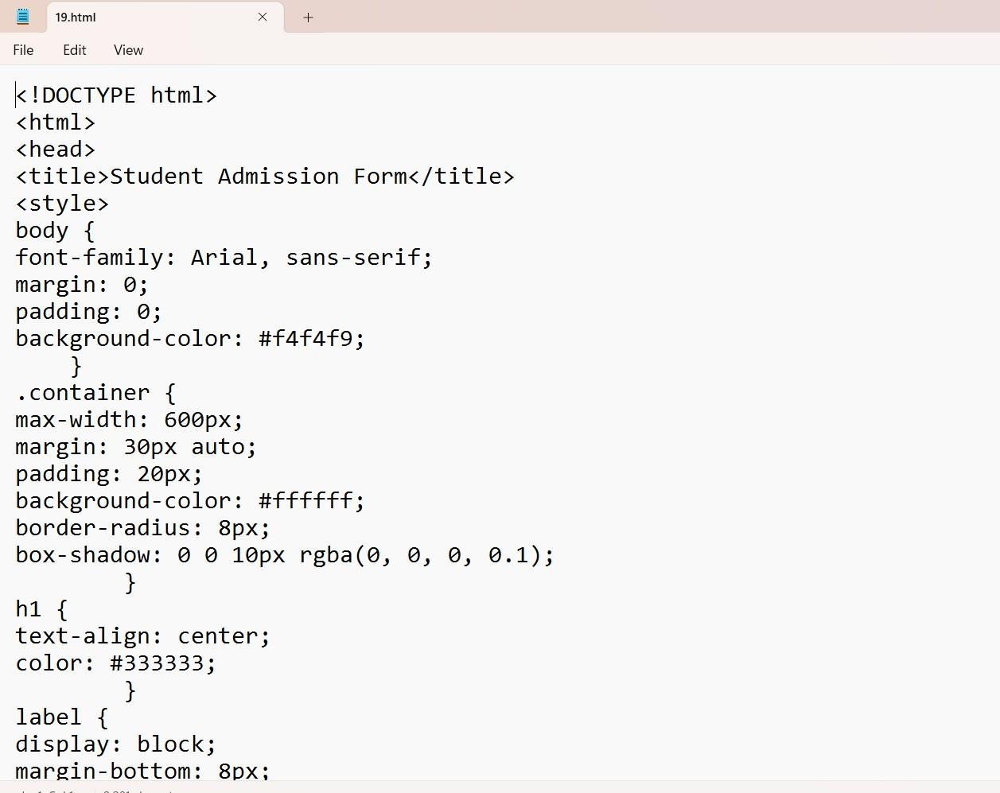 19.html
File Edit View
<!DOCTYPE html>
<html>
<head>
<title>Student Admission Form</title>
<style>
body {
font-family: Arial, sans-serif;
margin: 0;
padding: 0;
background-color: #f4f4f9;
    }
.container {
max-width: 600px;
margin: 30px auto;
padding: 20px;
background-color: #ffffff;
border-radius: 8px;
box-shadow: 0 0 10px rgba(0, 0, 0, 0.1);
        }
h1 {
text-align: center;
color: #333333;
        }
label {
display: block;
margin-bottom: 8px;